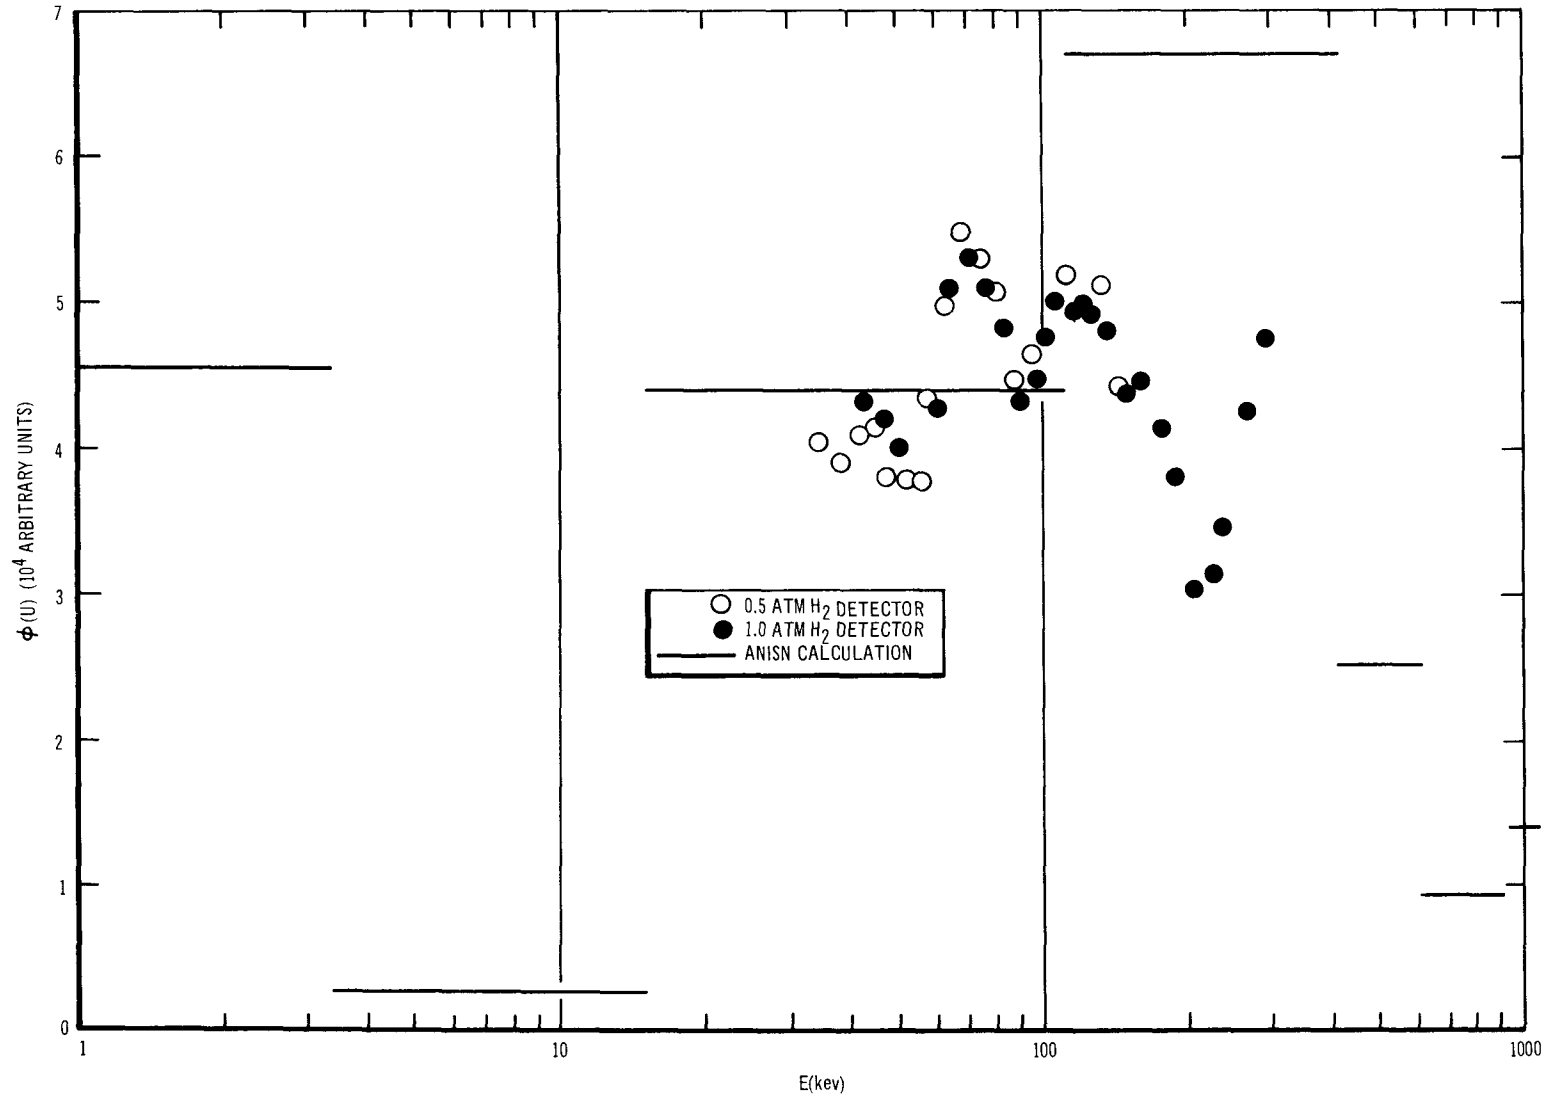 7
6
5
4
3
2
1
0
ϕ(U) (10⁴ ARBITRARY UNITS)
0.5 ATM H₂ DETECTOR
1.0 ATM H₂ DETECTOR
ANISN CALCULATION
1
10
100
1000
E(kev)